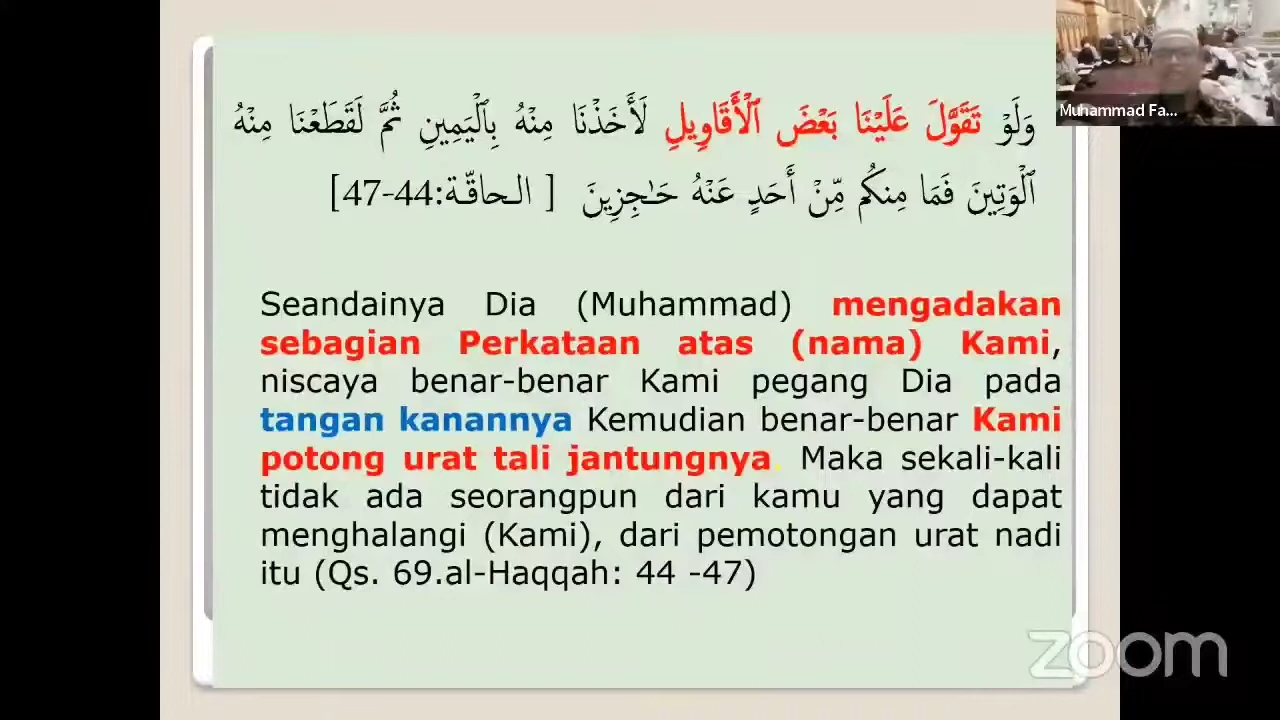 وَلَوۡ تَقَوَّلَ عَلَيۡنَا بَعۡضَ ٱلۡأَقَاوِيلِ لَأَخَذۡنَا مِنۡهُ بِٱلۡيَمِينِ ثُمَّ لَقَطَعۡنَا مِنۡهُ
ٱلۡوَتِينَ فَمَا مِنكُم مِّنۡ أَحَدٍ عَنۡهُ حَٰجِزِينَ [ الـحاقّـة:44-47]
Muhammad Fa...
Seandainya Dia (Muhammad) mengadakan
sebagian Perkataan atas (nama) Kami,
niscaya benar-benar Kami pegang Dia pada
tangan kanannya Kemudian benar-benar Kami
potong urat tali jantungnya. Maka sekali-kali
tidak ada seorangpun dari kamu yang dapat
menghalangi (Kami), dari pemotongan urat nadi
itu (Qs. 69.al-Haqqah: 44 -47)
zoom